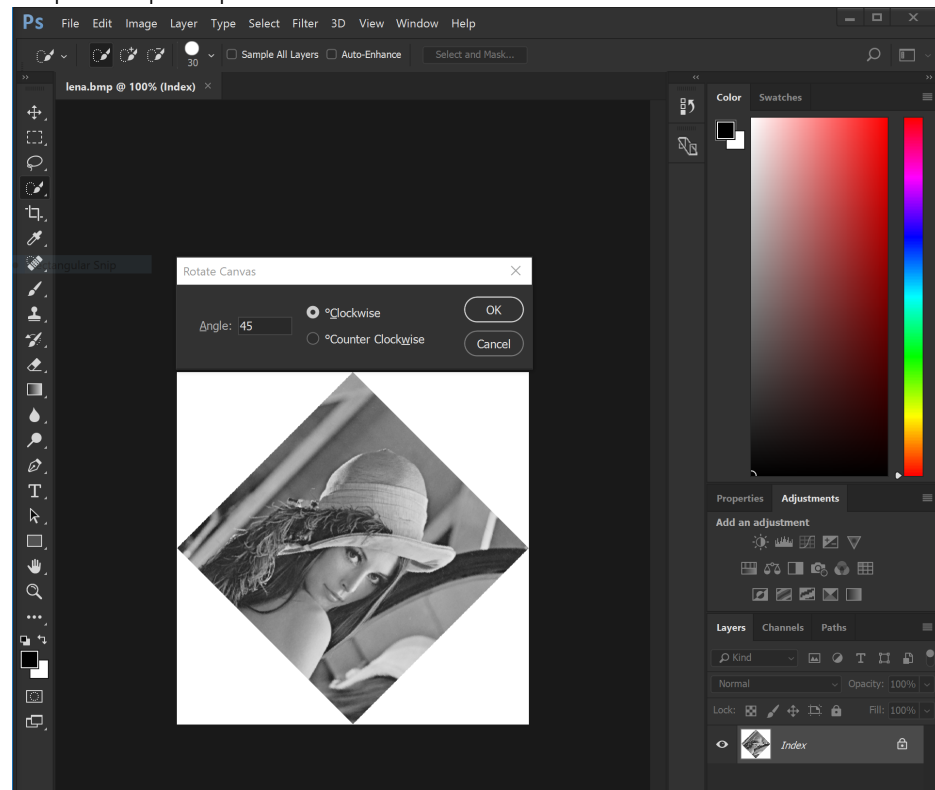 Ps File Edit Image Layer Type Select Filter 3D View Window Help
30 Sample All Layers Auto-Enhance Select and Mask...
lena.bmp @ 100% (Index) ×
Color Swatches
angular Snip
Rotate Canvas
Angle: 45
°Clockwise
°Counter Clockwise
OK
Cancel
Properties Adjustments
Add an adjustment
Layers Channels Paths
Kind
Normal Opacity: 100%
Lock: Fill: 100%
Index